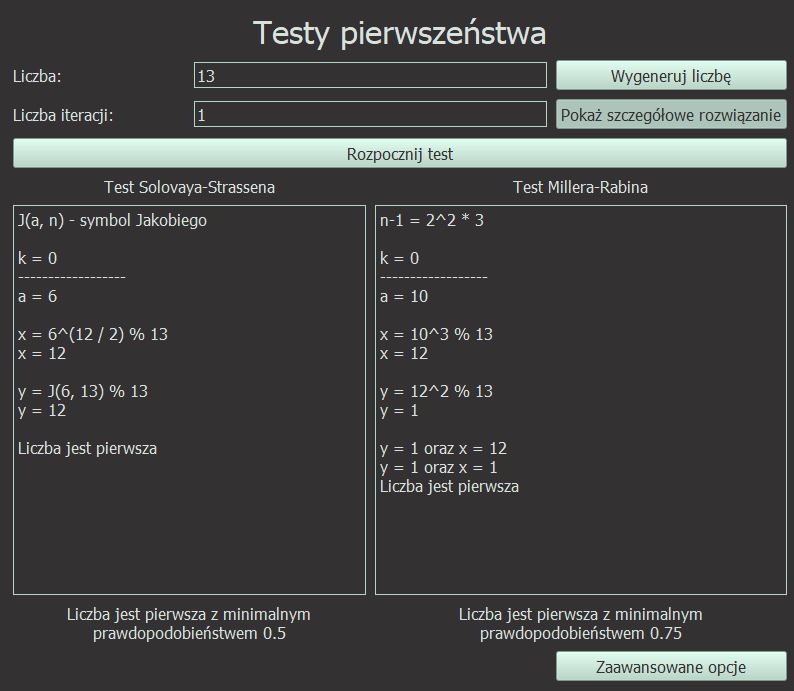 Testy pierwszeństwa
Liczba:
13
Wygeneruj liczbę
Liczba iteracji:
1
Pokaż szczegółowe rozwiązanie
Rozpocznij test
Test Solovaya-Strassena
J(a, n) - symbol Jakobiego
k = 0
------------------
a = 6
x = 6^(12 / 2) % 13
x = 12
y = J(6, 13) % 13
y = 12
Liczba jest pierwsza
Liczba jest pierwsza z minimalnym
prawdopodobieństwem 0.5
Test Millera-Rabina
n-1 = 2^2 * 3
k = 0
------------------
a = 10
x = 10^3 % 13
x = 12
y = 12^2 % 13
y = 1
y = 1 oraz x = 12
y = 1 oraz x = 1
Liczba jest pierwsza
Liczba jest pierwsza z minimalnym
prawdopodobieństwem 0.75
Zaawansowane opcje